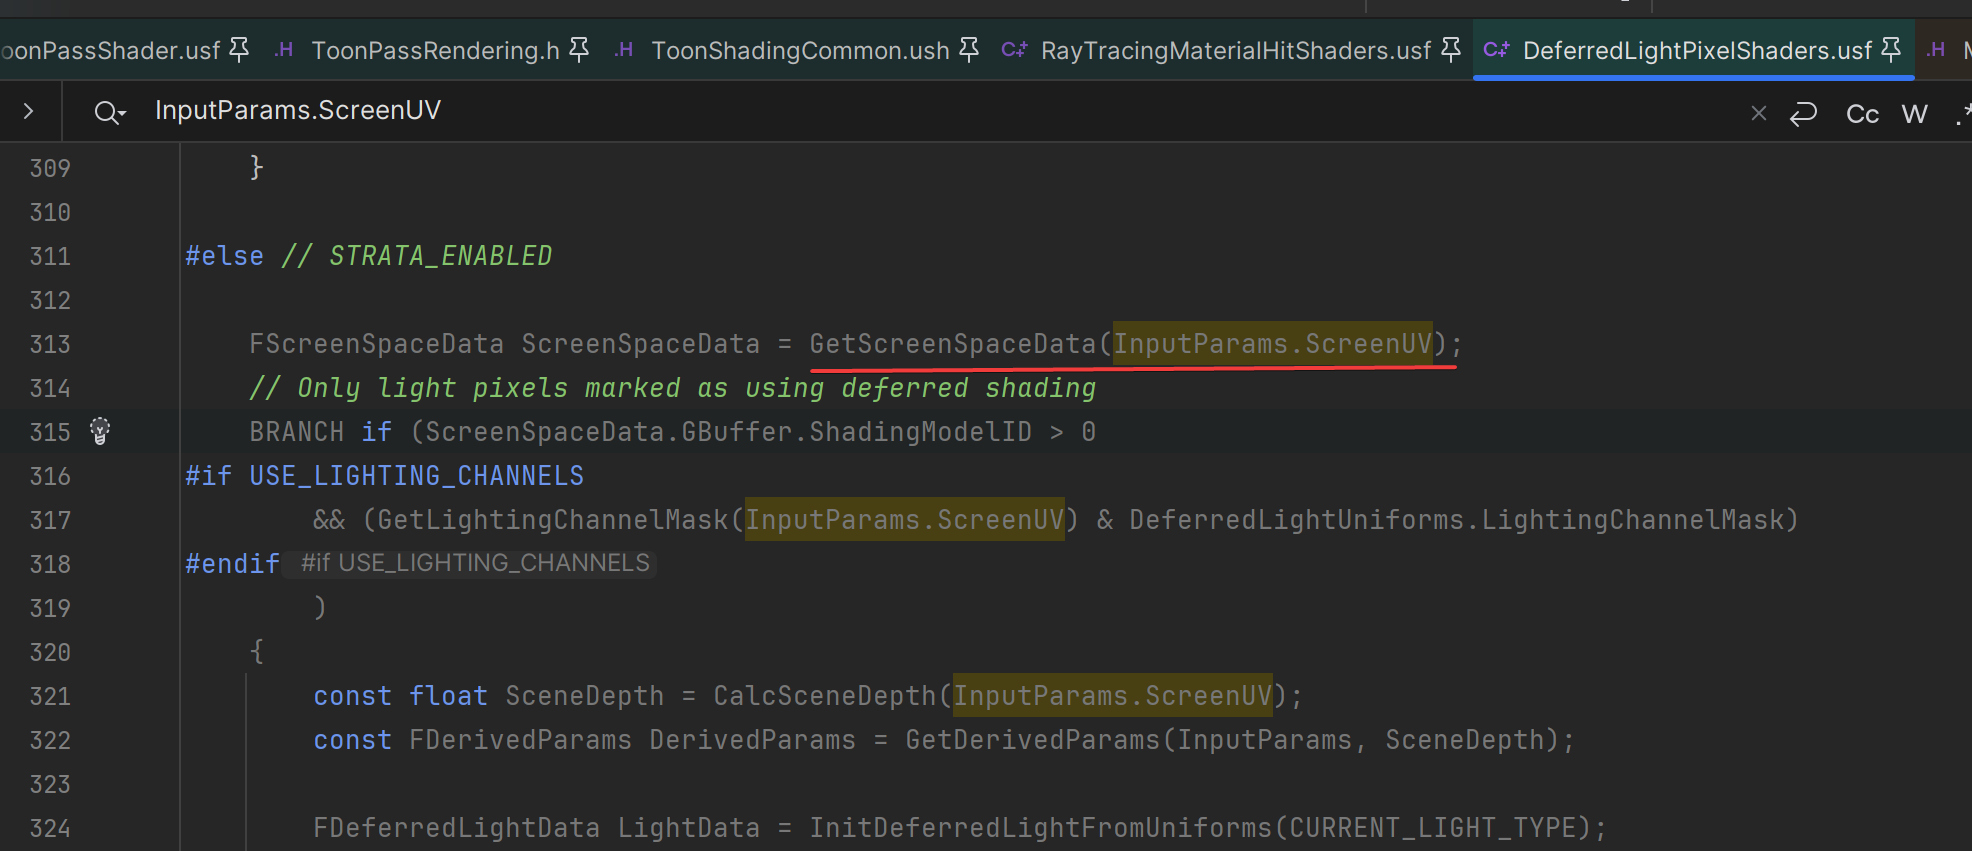 oonPassShader.usf .H ToonPassRendering.h .H ToonShadingCommon.ush C+ RayTracingMaterialHitShaders.usf C+ DeferredLightPixelShaders.usf .H
InputParams.ScreenUV Cc W .*
309 }
310
311 #else // STRATA_ENABLED
312
313 FScreenSpaceData ScreenSpaceData = GetScreenSpaceData(InputParams.ScreenUV);
314 // Only light pixels marked as using deferred shading
315 BRANCH if (ScreenSpaceData.GBuffer.ShadingModelID > 0
316 #if USE_LIGHTING_CHANNELS
317 && (GetLightingChannelMask(InputParams.ScreenUV) & DeferredLightUniforms.LightingChannelMask)
318 #endif #if USE_LIGHTING_CHANNELS
319 )
320 {
321 const float SceneDepth = CalcSceneDepth(InputParams.ScreenUV);
322 const FDerivedParams DerivedParams = GetDerivedParams(InputParams, SceneDepth);
323
324 FDeferredLightData LightData = InitDeferredLightFromUniforms(CURRENT_LIGHT_TYPE);